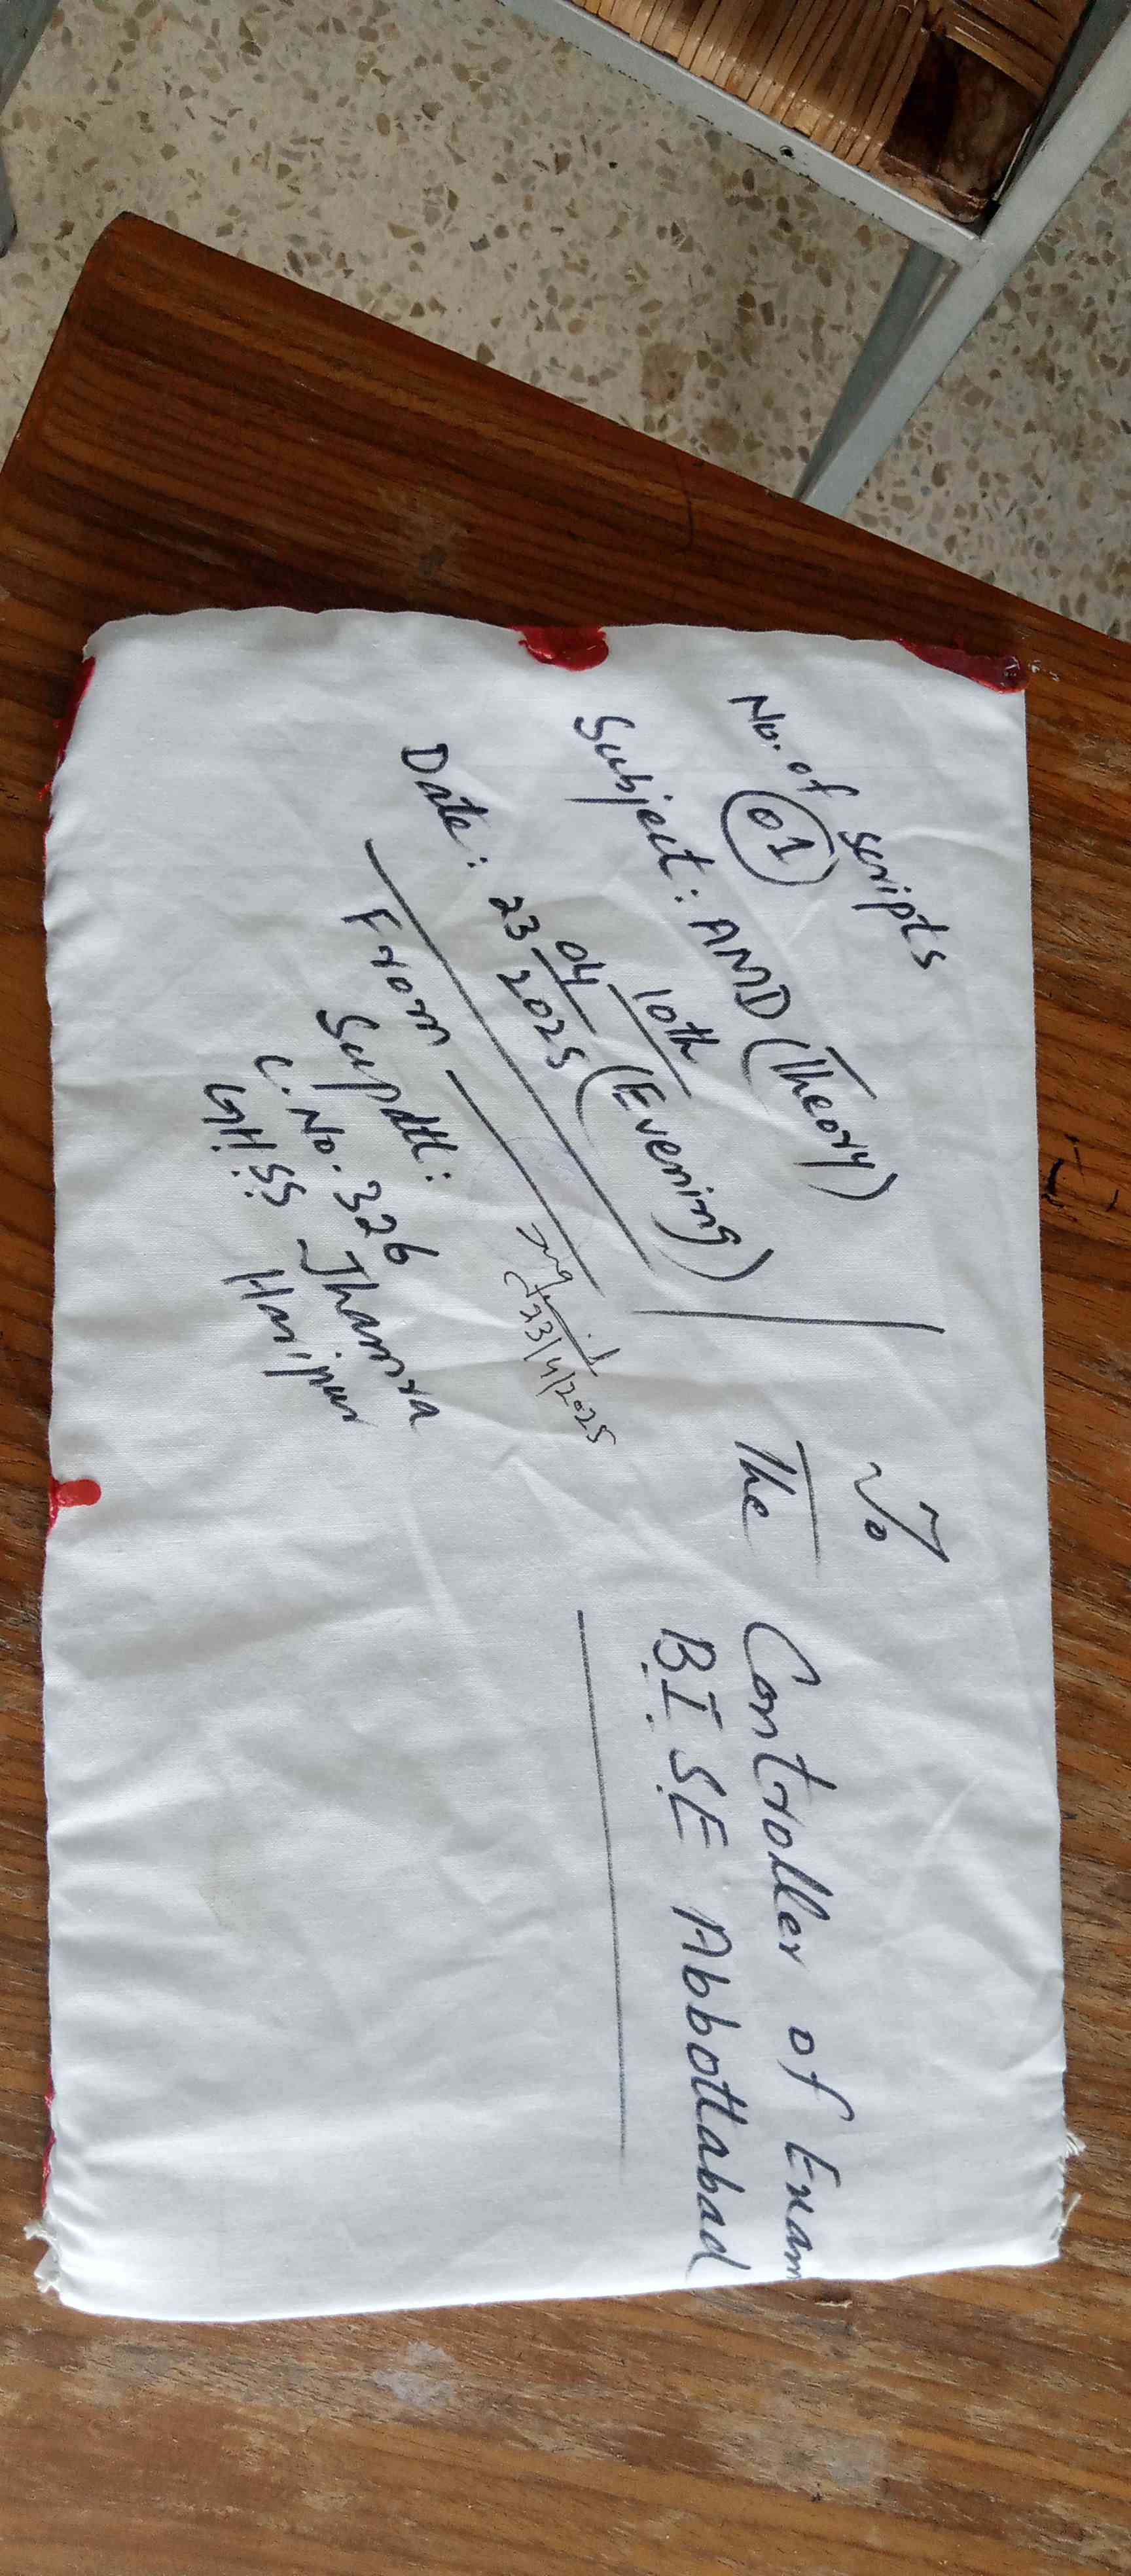 No. of scripts
01
Subject: AMD (Theory)
10th
Date: 23 04 2025 (Evening)
From
Supdtt:
C. No. 326
GHSS Jhamra
Haripur
23/4/2025
To
The
Controller of Exam
BISE Abbottabad